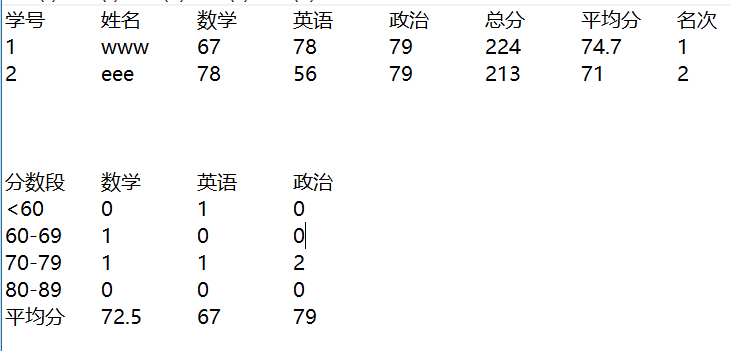 学号 姓名 数学 英语 政治 总分 平均分 名次
1 www 67 78 79 224 74.7 1
2 eee 78 56 79 213 71 2
分数段 数学 英语 政治
<60 0 1 0
60-69 1 0 0
70-79 1 1 2
80-89 0 0 0
平均分 72.5 67 79